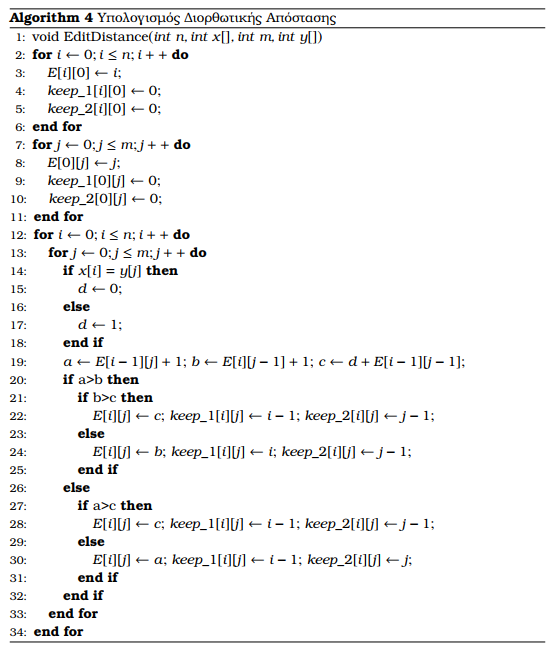 Algorithm 4 Υπολογισμός Διορθωτικής Απόστασης
1: void EditDistance(int n, int x[], int m, int y[])
2: for i ← 0; i ≤ n; i + + do
3: E[i][0] ← i;
4: keep_1[i][0] ← 0;
5: keep_2[i][0] ← 0;
6: end for
7: for j ← 0; j ≤ m; j + + do
8: E[0][j] ← j;
9: keep_1[0][j] ← 0;
10: keep_2[0][j] ← 0;
11: end for
12: for i ← 0; i ≤ n; i + + do
13: for j ← 0; j ≤ m; j + + do
14: if x[i] = y[j] then
15: d ← 0;
16: else
17: d ← 1;
18: end if
19: a ← E[i − 1][j] + 1; b ← E[i][j − 1] + 1; c ← d + E[i − 1][j − 1];
20: if a>b then
21: if b>c then
22: E[i][j] ← c; keep_1[i][j] ← i − 1; keep_2[i][j] ← j − 1;
23: else
24: E[i][j] ← b; keep_1[i][j] ← i; keep_2[i][j] ← j − 1;
25: end if
26: else
27: if a>c then
28: E[i][j] ← c; keep_1[i][j] ← i − 1; keep_2[i][j] ← j − 1;
29: else
30: E[i][j] ← a; keep_1[i][j] ← i − 1; keep_2[i][j] ← j;
31: end if
32: end if
33: end for
34: end for